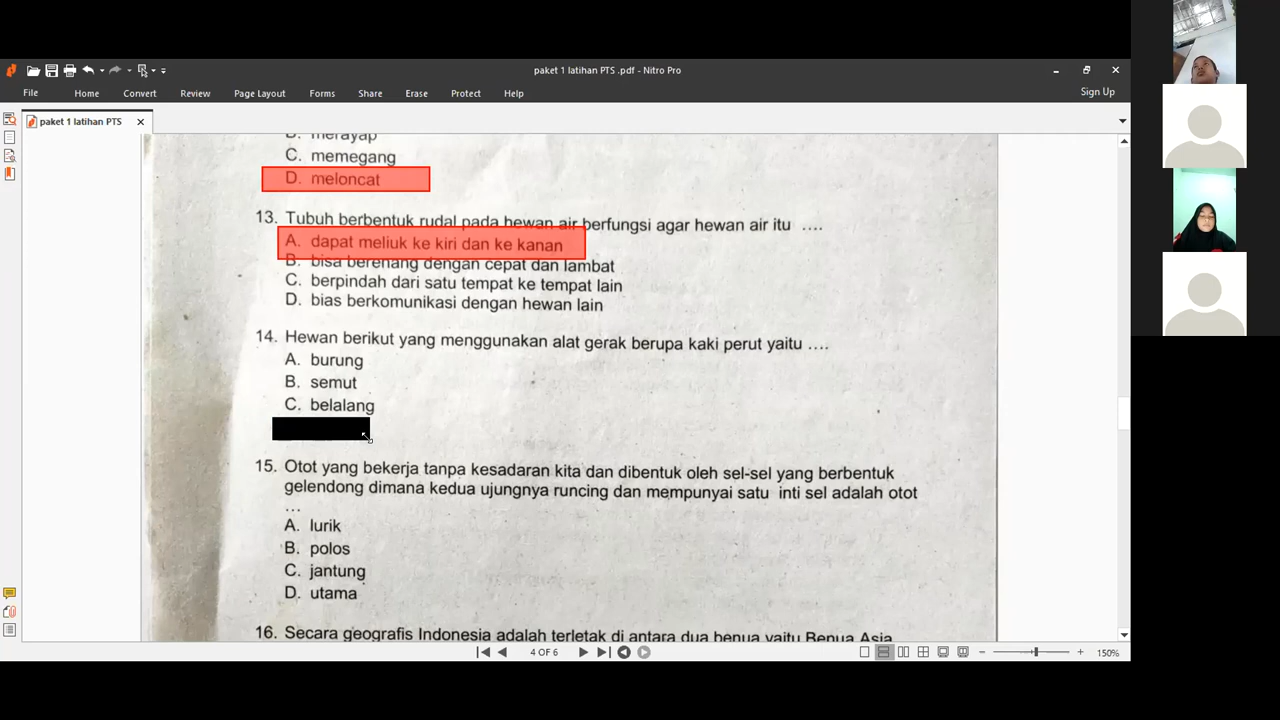 paket 1 latihan PTS .pdf - Nitro Pro
File Home Convert Review Page Layout Forms Share Erase Protect Help Sign Up
paket 1 latihan PTS
B. merayap
C. memegang
D. meloncat
13. Tubuh berbentuk rudal pada hewan air berfungsi agar hewan air itu ....
A. dapat meliuk ke kiri dan ke kanan
B. bisa berenang dengan cepat dan lambat
C. berpindah dari satu tempat ke tempat lain
D. bias berkomunikasi dengan hewan lain
14. Hewan berikut yang menggunakan alat gerak berupa kaki perut yaitu ....
A. burung
B. semut
C. belalang
15. Otot yang bekerja tanpa kesadaran kita dan dibentuk oleh sel-sel yang berbentuk
gelendong dimana kedua ujungnya runcing dan mempunyai satu inti sel adalah otot
...
A. lurik
B. polos
C. jantung
D. utama
16. Secara geografis Indonesia adalah terletak di antara dua benua yaitu Benua Asia
4 OF 6
150%